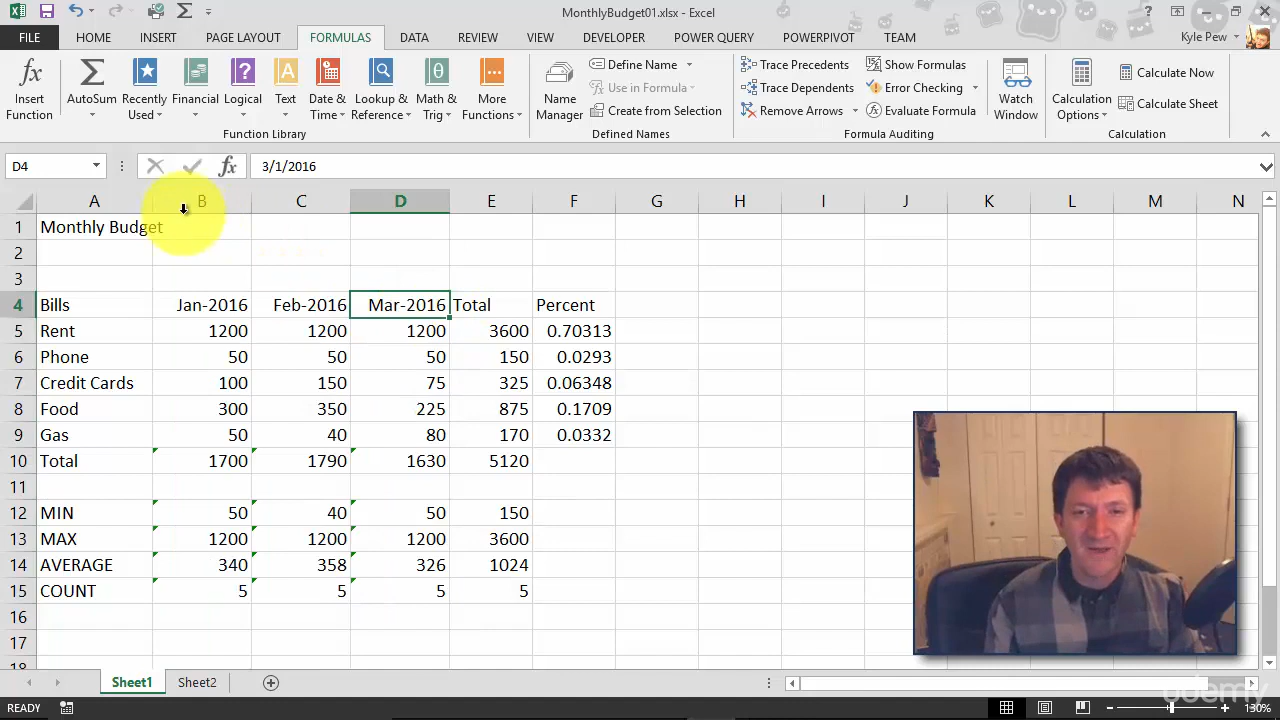 MonthlyBudget01.xlsx - Excel
FILE HOME INSERT PAGE LAYOUT FORMULAS DATA REVIEW VIEW DEVELOPER POWER QUERY POWERPIVOT TEAM Kyle Pew
Insert Function
AutoSum
Recently Used
Financial
Logical
Text
Date & Time
Lookup & Reference
Math & Trig
More Functions
Function Library
Name Manager
Define Name
Use in Formula
Create from Selection
Defined Names
Trace Precedents
Trace Dependents
Remove Arrows
Show Formulas
Error Checking
Evaluate Formula
Formula Auditing
Watch Window
Calculation Options
Calculate Now
Calculate Sheet
Calculation
D4 fx 3/1/2016
A B C D E F G H I J K L M N
1 Monthly Budget
2
3
4 Bills Jan-2016 Feb-2016 Mar-2016 Total Percent
5 Rent 1200 1200 1200 3600 0.70313
6 Phone 50 50 50 150 0.0293
7 Credit Cards 100 150 75 325 0.06348
8 Food 300 350 225 875 0.1709
9 Gas 50 40 80 170 0.0332
10 Total 1700 1790 1630 5120
11
12 MIN 50 40 50 150
13 MAX 1200 1200 1200 3600
14 AVERAGE 340 358 326 1024
15 COUNT 5 5 5 5
16
17
18
Sheet1 Sheet2
udemy
READY 130%